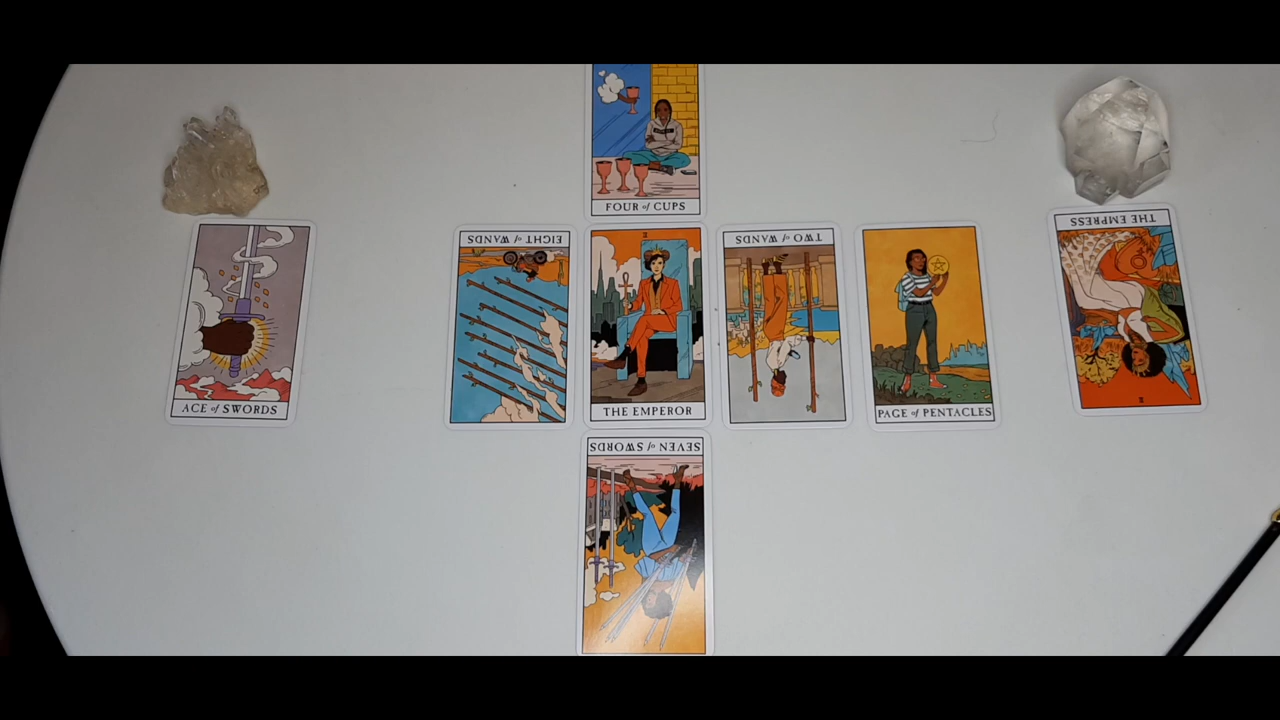 FOUR of CUPS
THE EMPRESS
ACE of SWORDS
EIGHT of WANDS
THE EMPEROR
TWO of WANDS
PAGE of PENTACLES
SEVEN of SWORDS